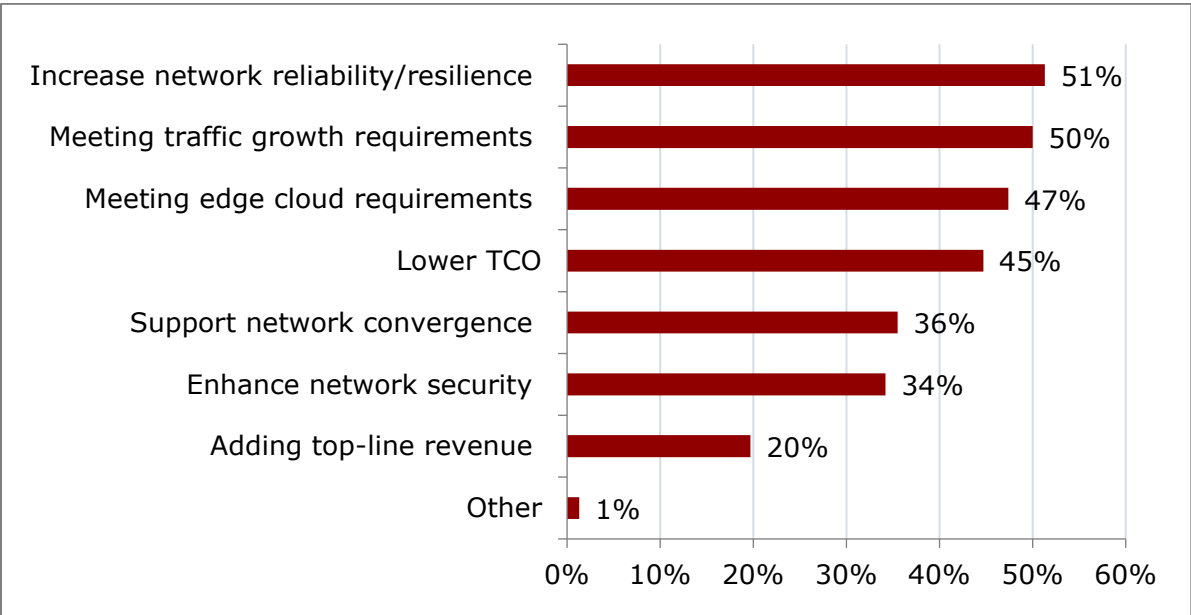 Increase network reliability/resilience 51%
Meeting traffic growth requirements 50%
Meeting edge cloud requirements 47%
Lower TCO 45%
Support network convergence 36%
Enhance network security 34%
Adding top-line revenue 20%
Other 1%
0% 10% 20% 30% 40% 50% 60%